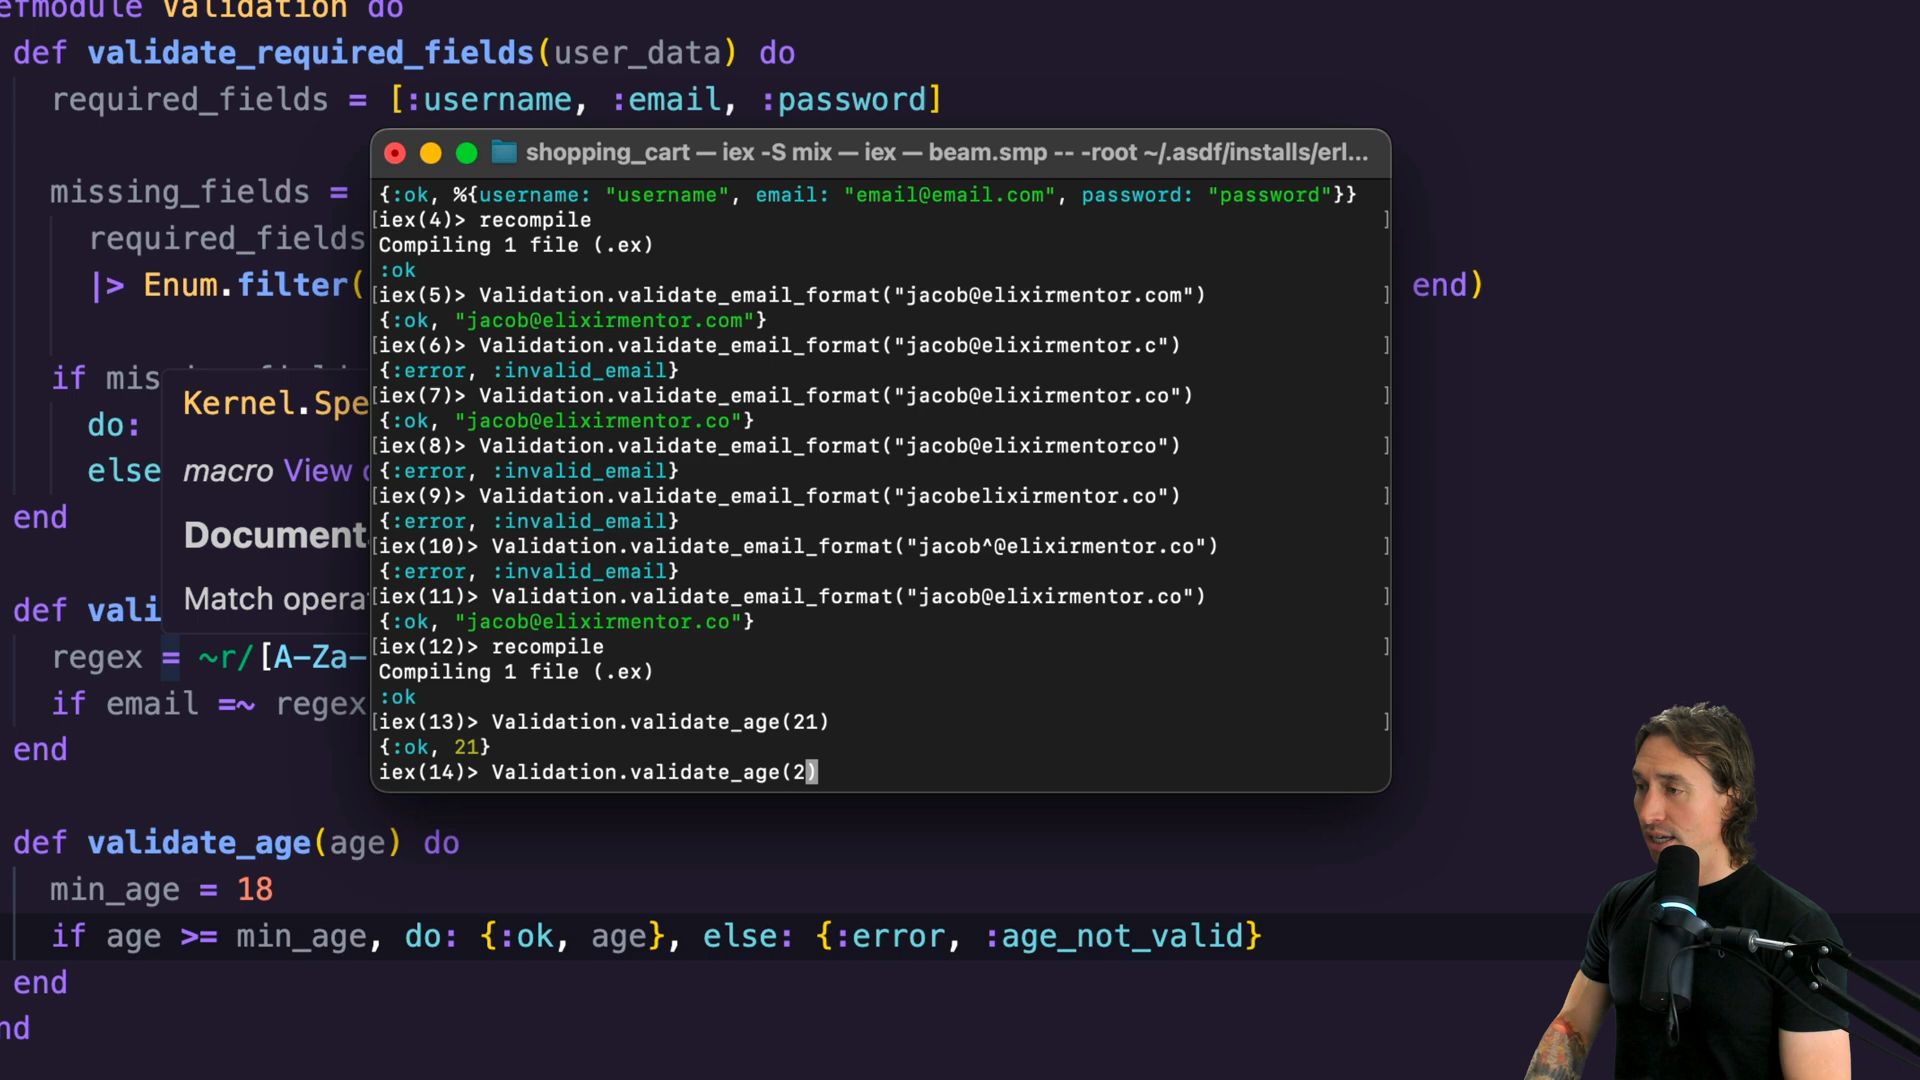 efmodule Validation do
def validate_required_fields(user_data) do
required_fields = [:username, :email, :password]
missing_fields =
required_fields
|> Enum.filter( end)
if mis
do:
else
end
Kernel.Spe
macro View
Document
Match opera
def vali
regex = ~r/[A-Za-
if email =~ regex
end
def validate_age(age) do
min_age = 18
if age >= min_age, do: {:ok, age}, else: {:error, :age_not_valid}
end
nd
shopping_cart — iex -S mix — iex — beam.smp -- -root ~/.asdf/installs/erl...
{:ok, %{username: "username", email: "email@email.com", password: "password"}}
[iex(4)> recompile ]
Compiling 1 file (.ex)
:ok
[iex(5)> Validation.validate_email_format("jacob@elixirmentor.com") ]
{:ok, "jacob@elixirmentor.com"}
[iex(6)> Validation.validate_email_format("jacob@elixirmentor.c") ]
{:error, :invalid_email}
[iex(7)> Validation.validate_email_format("jacob@elixirmentor.co") ]
{:ok, "jacob@elixirmentor.co"}
[iex(8)> Validation.validate_email_format("jacob@elixirmentorco") ]
{:error, :invalid_email}
[iex(9)> Validation.validate_email_format("jacobelixirmentor.co") ]
{:error, :invalid_email}
[iex(10)> Validation.validate_email_format("jacob^@elixirmentor.co") ]
{:error, :invalid_email}
[iex(11)> Validation.validate_email_format("jacob@elixirmentor.co") ]
{:ok, "jacob@elixirmentor.co"}
[iex(12)> recompile ]
Compiling 1 file (.ex)
:ok
[iex(13)> Validation.validate_age(21) ]
{:ok, 21}
iex(14)> Validation.validate_age(2)